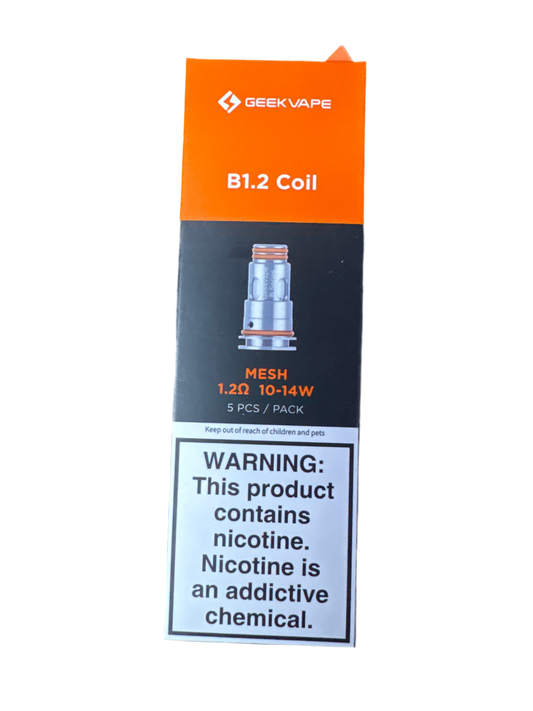 GEEKVAPE
B1.2 Coil
MESH
1.2Ω 10-14W
5 PCS / PACK
Keep out of reach of children and pets
WARNING:
This product
contains
nicotine.
Nicotine is
an addictive
chemical.